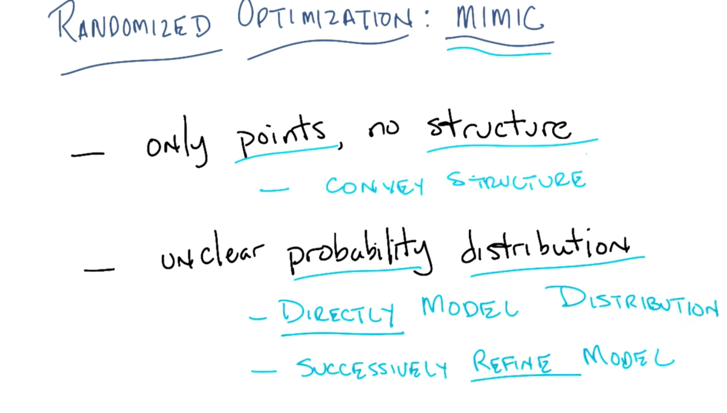 RANDOMIZED OPTIMIZATION: MIMIC
— only points, no structure
— CONVEY STRUCTURE
— unclear probability distribution
— DIRECTLY MODEL DISTRIBUTION
— SUCCESSIVELY REFINE MODEL